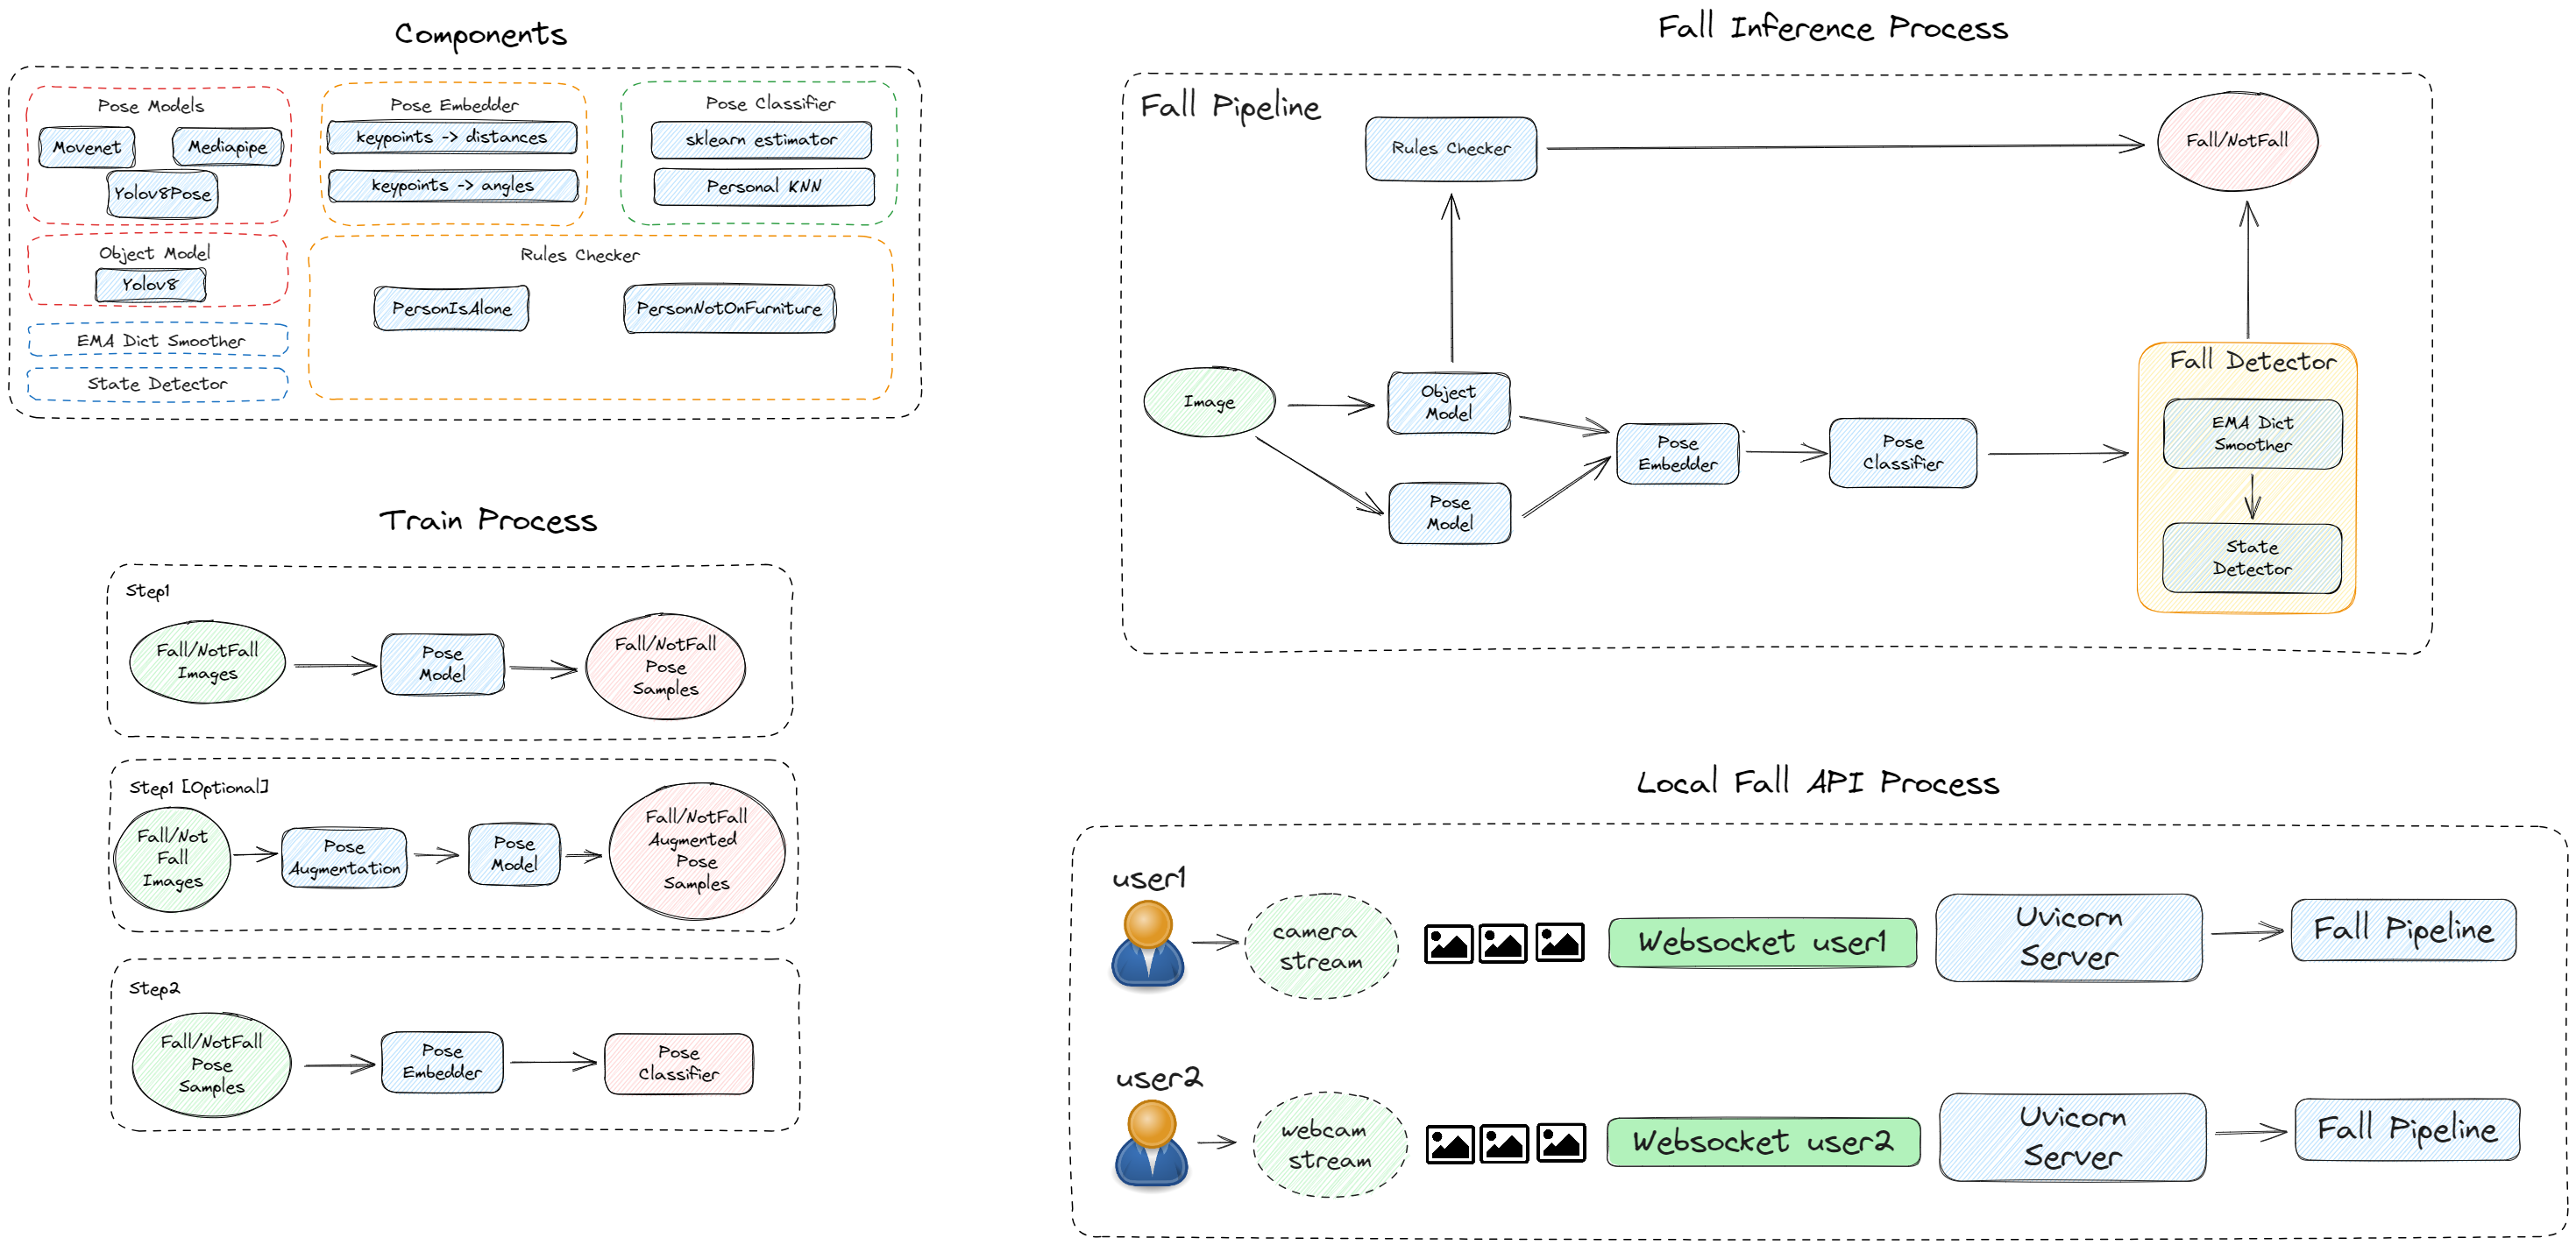 Components
Pose Models
Movenet
Mediapipe
Yolov8Pose
Pose Embedder
keypoints -> distances
keypoints -> angles
Pose Classifier
sklearn estimator
Personal KNN
Object Model
Yolov8
EMA Dict Smoother
State Detector
Rules Checker
PersonIsAlone
PersonNotOnFurniture
Train Process
Step1
Fall/NotFall
Images
Pose
Model
Fall/NotFall
Pose
Samples
Step1 [Optional]
Fall/Not
Fall
Images
Pose
Augmentation
Pose
Model
Fall/NotFall
Augmented
Pose
Samples
Step2
Fall/NotFall
Pose
Samples
Pose
Embedder
Pose
Classifier
Fall Inference Process
Fall Pipeline
Rules Checker
Fall/NotFall
Image
Object
Model
Pose
Model
Pose
Embedder
Pose
Classifier
Fall Detector
EMA Dict
Smoother
State
Detector
Local Fall API Process
user1
camera
stream
Websocket user1
Uvicorn
Server
Fall Pipeline
user2
webcam
stream
Websocket user2
Uvicorn
Server
Fall Pipeline